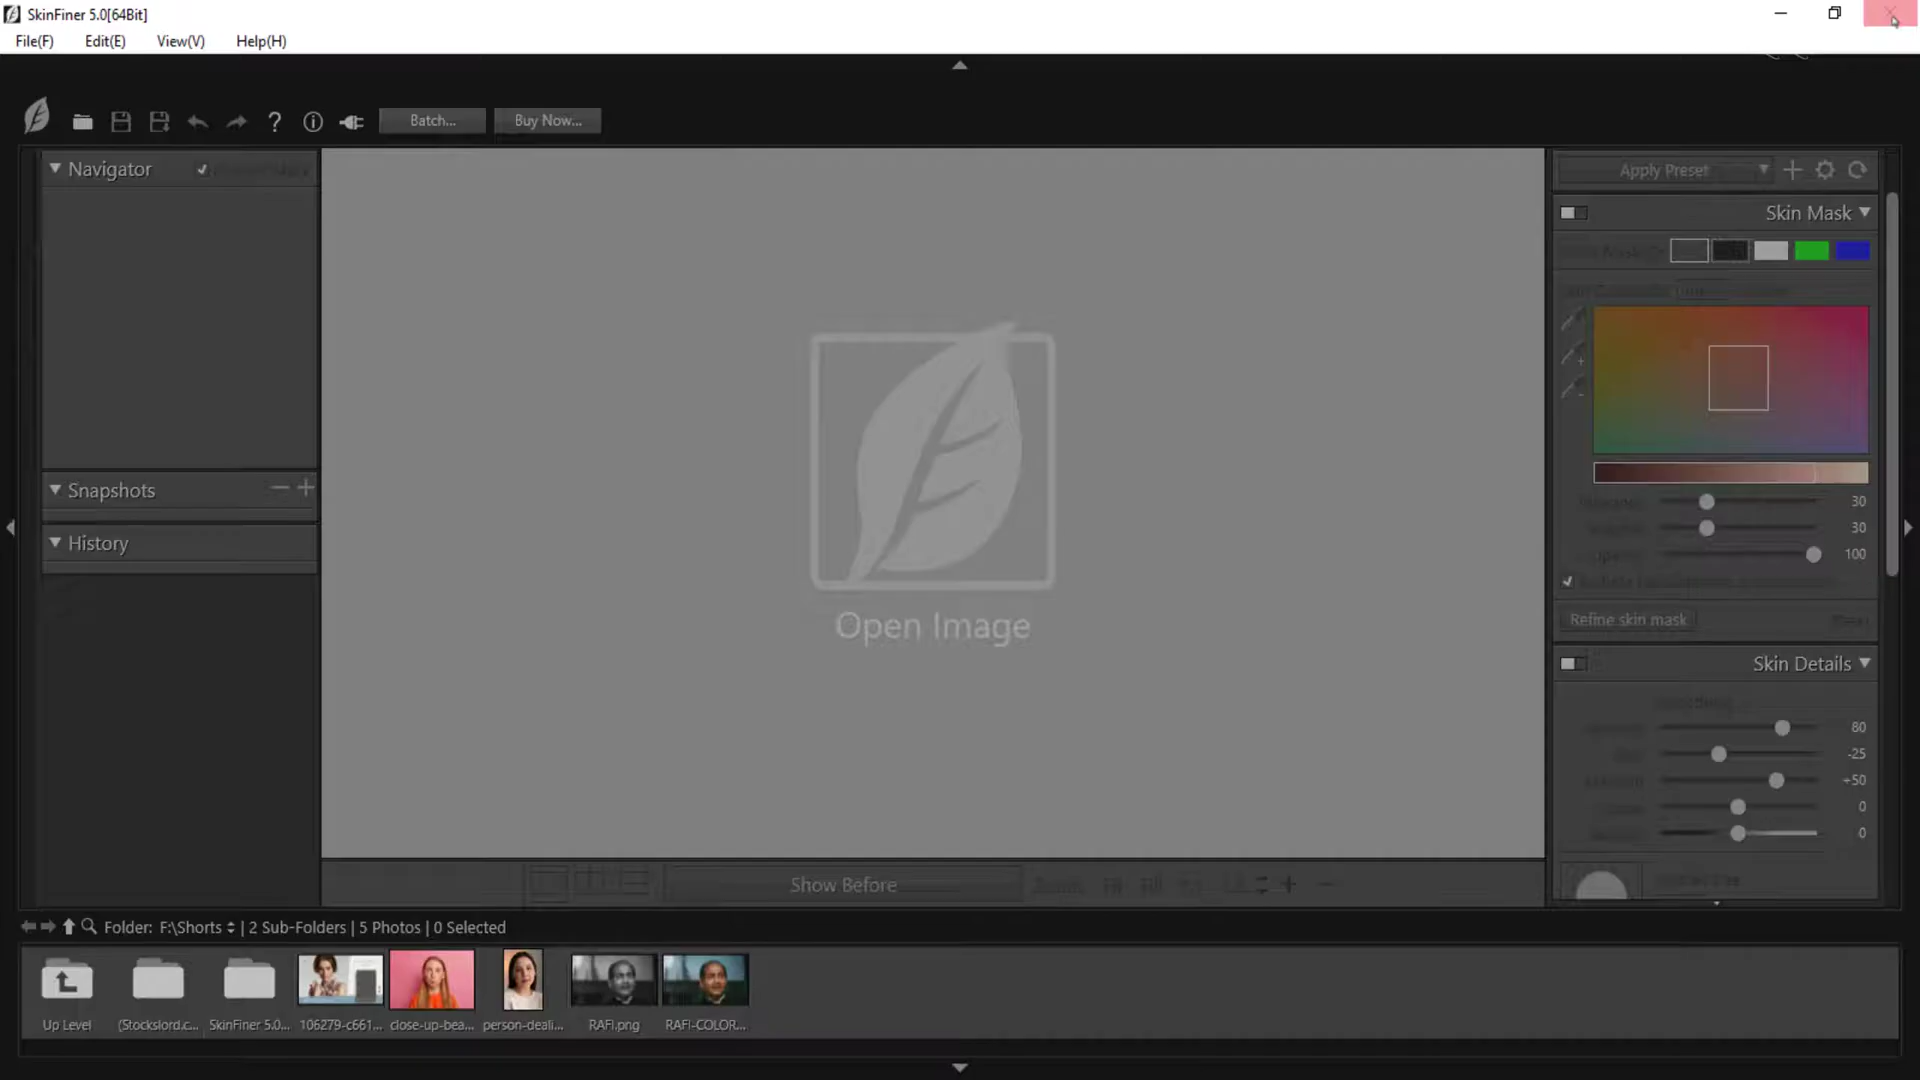 SkinFiner 5.0[64Bit]
File(F) Edit(E) View(V) Help(H)
Batch... Buy Now...
Navigator
Apply Preset
Skin Mask
Snapshots
History
Open Image
30
30
100
Refine skin mask
Skin Details
80
-25
+50
0
0
Show Before
Folder: F:\Shorts | 2 Sub-Folders | 5 Photos | 0 Selected
Up Level (Stockslord.c... SkinFiner 5.0... 106279-c661... close-up-bea... person-deali... RAFI.png RAFI-COLOR...